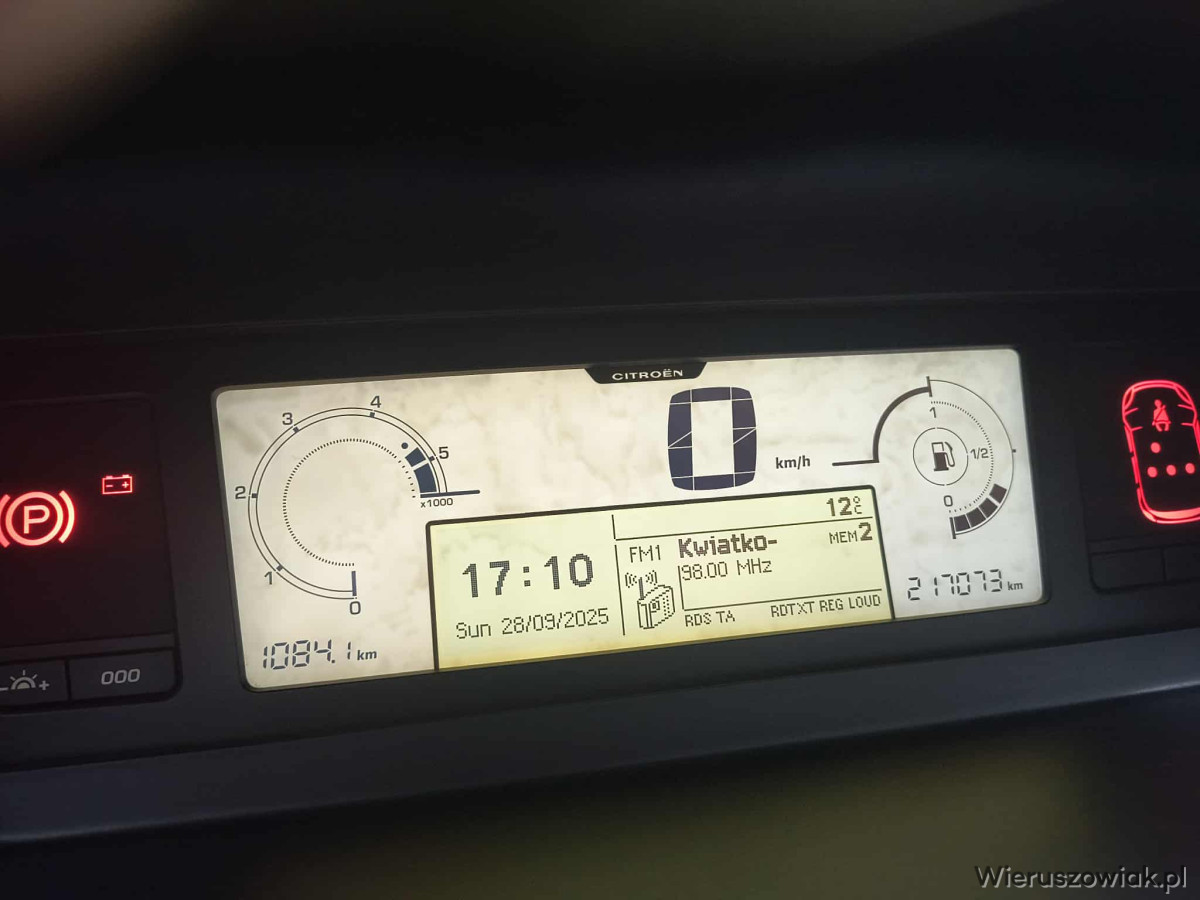 CITROËN
4
3
5
2
x1000
1
0
0
km/h
1
1/2
0
12°C
17:10
FM1 Kwiatko- MEM 2
98.00 MHz
Sun 28/09/2025
RDS TA RDTXT REG LOUD
1084.1 km
217073 km
P
- +
000
Wieruszowiak.pl